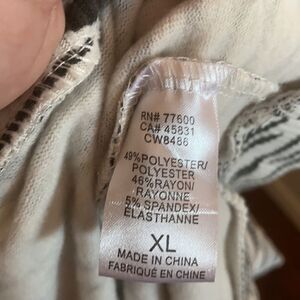 RN# 77600
CA# 45831
CW8486
49%POLYESTER/
POLYESTER
46%RAYON/
RAYONNE
5% SPANDEX/
ÉLASTHANNE
XL
MADE IN CHINA
FABRIQUÉ EN CHINE